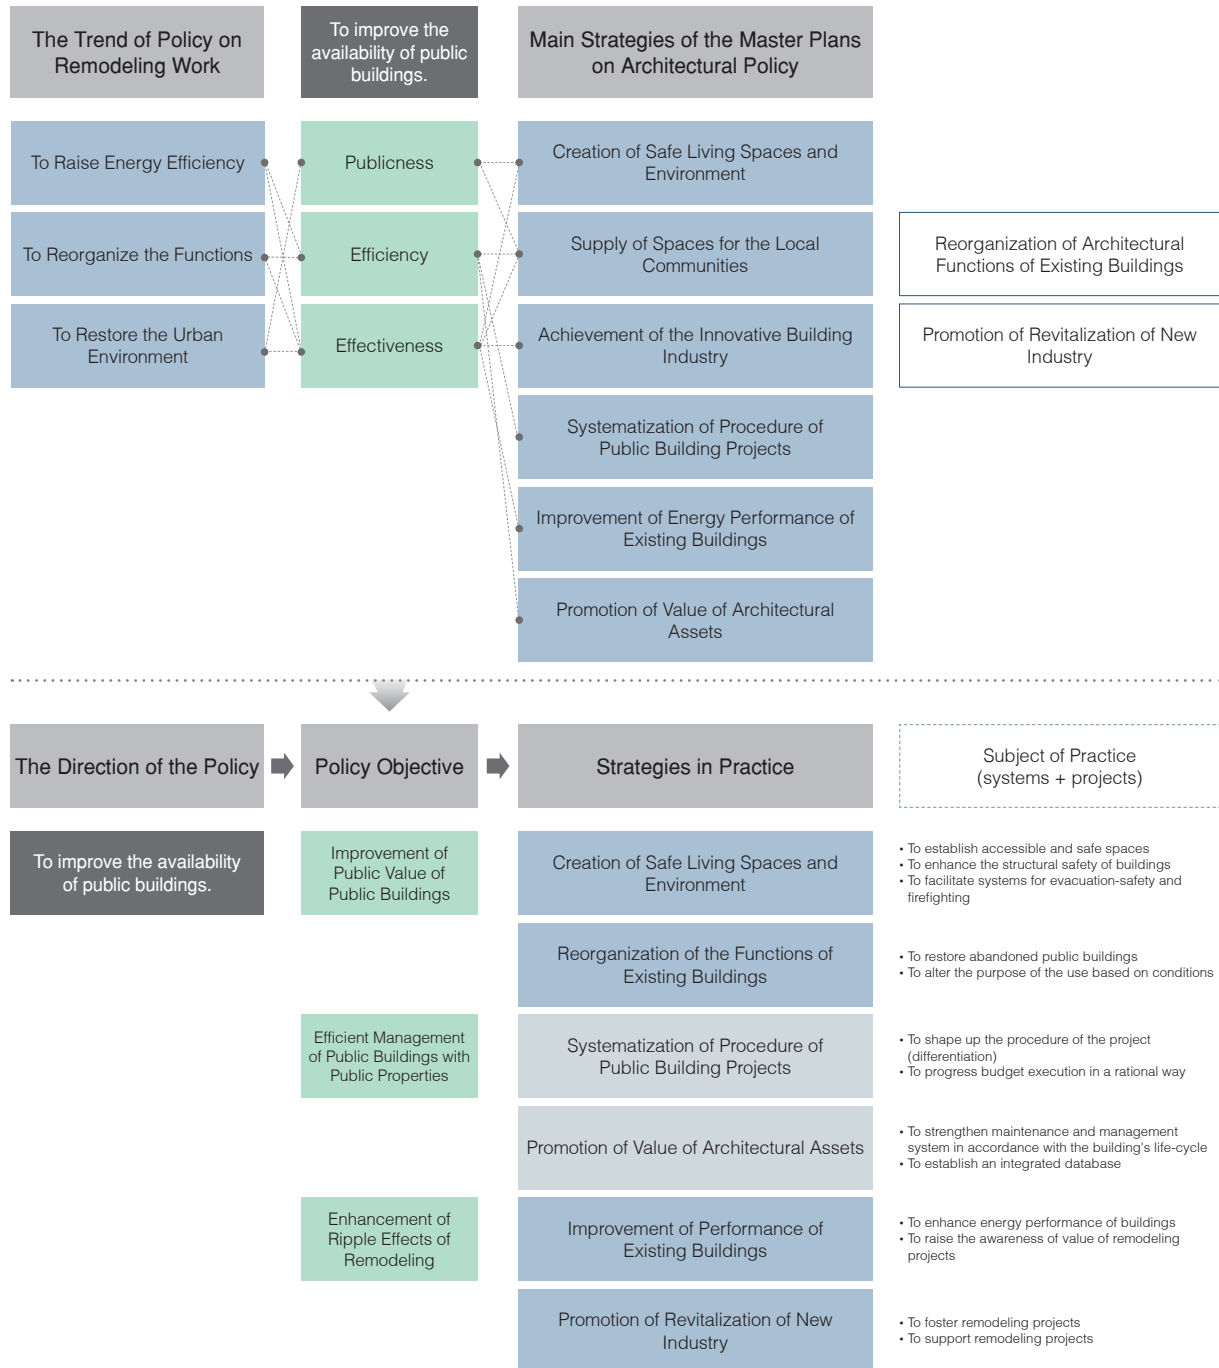 The Trend of Policy on
Remodeling Work
To improve the
availability of public
buildings.
Main Strategies of the Master Plans
on Architectural Policy
To Raise Energy Efficiency
Publicness
Creation of Safe Living Spaces and
Environment
To Reorganize the Functions
Efficiency
Supply of Spaces for the Local
Communities
Reorganization of Architectural
Functions of Existing Buildings
To Restore the Urban
Environment
Effectiveness
Achievement of the Innovative Building
Industry
Promotion of Revitalization of New
Industry
Systematization of Procedure of
Public Building Projects
Improvement of Energy Performance of
Existing Buildings
Promotion of Value of Architectural
Assets
The Direction of the Policy
Policy Objective
Strategies in Practice
Subject of Practice
(systems + projects)
To improve the availability
of public buildings.
Improvement of
Public Value of
Public Buildings
Creation of Safe Living Spaces and
Environment
• To establish accessible and safe spaces
• To enhance the structural safety of buildings
• To facilitate systems for evacuation-safety and
firefighting
Reorganization of the Functions of
Existing Buildings
• To restore abandoned public buildings
• To alter the purpose of the use based on conditions
Efficient Management
of Public Buildings with
Public Properties
Systematization of Procedure of
Public Building Projects
• To shape up the procedure of the project
(differentiation)
• To progress budget execution in a rational way
Promotion of Value of Architectural Assets
• To strengthen maintenance and management
system in accordance with the building's life-cycle
• To establish an integrated database
Enhancement of
Ripple Effects of
Remodeling
Improvement of Performance of
Existing Buildings
• To enhance energy performance of buildings
• To raise the awareness of value of remodeling
projects
Promotion of Revitalization of New
Industry
• To foster remodeling projects
• To support remodeling projects